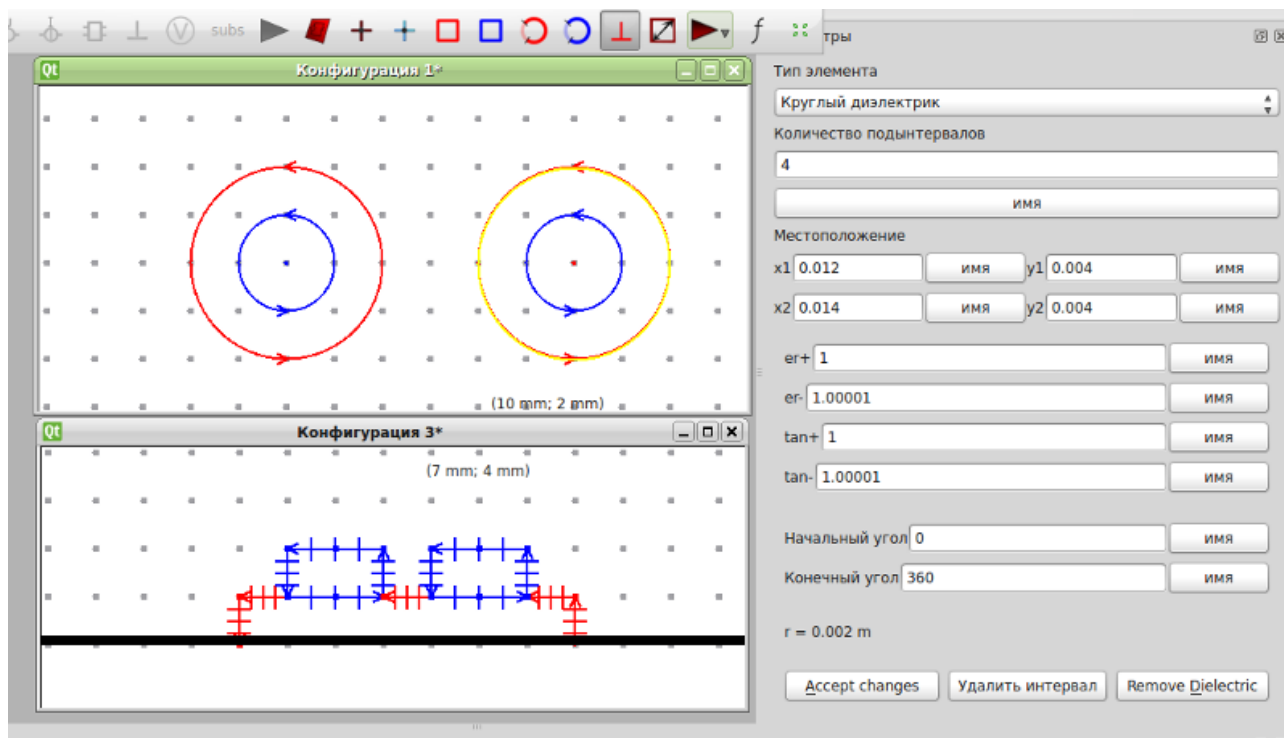 subs f тры
Qt Конфигурация 1*
(10 mm; 2 mm)
Qt Конфигурация 3*
(7 mm; 4 mm)
Тип элемента
Круглый диэлектрик
Количество подынтервалов
4
имя
Местоположение
x1 0.012 имя y1 0.004 имя
x2 0.014 имя y2 0.004 имя
er+ 1 имя
er- 1.00001 имя
tan+ 1 имя
tan- 1.00001 имя
Начальный угол 0 имя
Конечный угол 360 имя
r = 0.002 m
Accept changes Удалить интервал Remove Dielectric